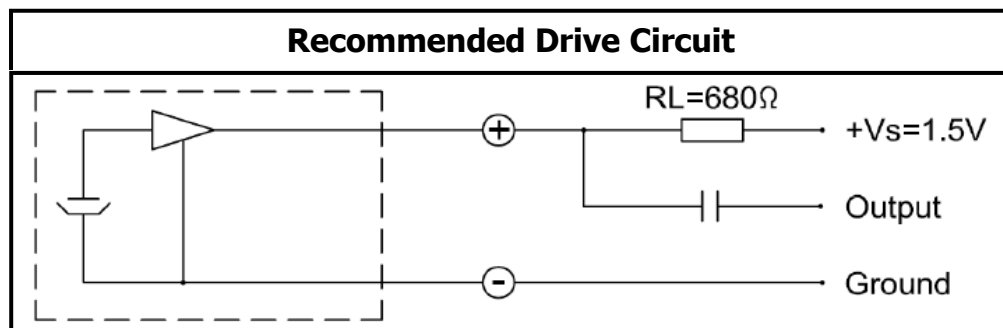 Recommended Drive Circuit
RL=680Ω
+
+Vs=1.5V
Output
-
Ground